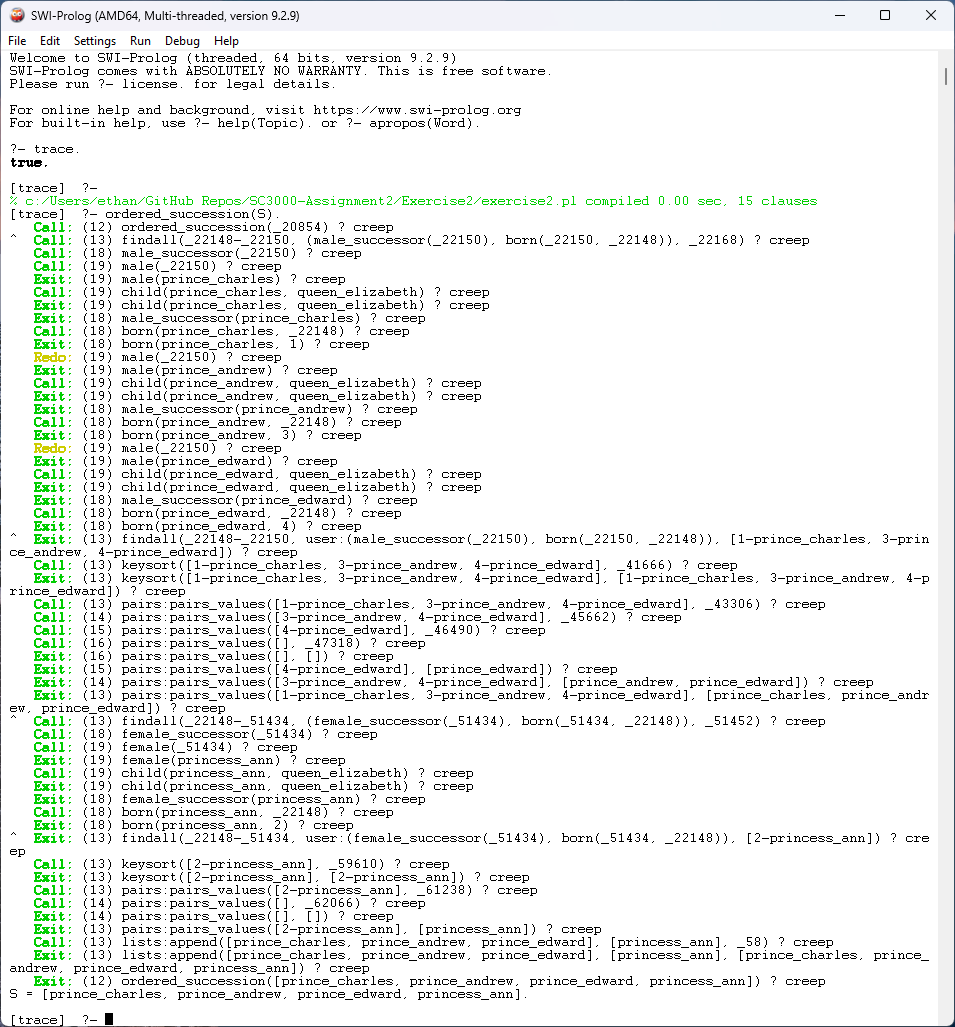 SWI-Prolog (AMD64, Multi-threaded, version 9.2.9)
File Edit Settings Run Debug Help
Welcome to SWI-Prolog (threaded, 64 bits, version 9.2.9)
SWI-Prolog comes with ABSOLUTELY NO WARRANTY. This is free software.
Please run ?- license. for legal details.

For online help and background, visit https://www.swi-prolog.org
For built-in help, use ?- help(Topic). or ?- apropos(Word).

?- trace.
true.

[trace]  ?-
% c:/Users/ethan/GitHub Repos/SC3000-Assignment2/Exercise2/exercise2.pl compiled 0.00 sec, 15 clauses
[trace]  ?- ordered_succession(S).
   Call: (12) ordered_succession(_20854) ? creep
^  Call: (13) findall(_22148-_22150, (male_successor(_22150), born(_22150, _22148)), _22168) ? creep
   Call: (18) male_successor(_22150) ? creep
   Call: (19) male(_22150) ? creep
   Exit: (19) male(prince_charles) ? creep
   Call: (19) child(prince_charles, queen_elizabeth) ? creep
   Exit: (19) child(prince_charles, queen_elizabeth) ? creep
   Exit: (18) male_successor(prince_charles) ? creep
   Call: (18) born(prince_charles, _22148) ? creep
   Exit: (18) born(prince_charles, 1) ? creep
   Redo: (19) male(_22150) ? creep
   Exit: (19) male(prince_andrew) ? creep
   Call: (19) child(prince_andrew, queen_elizabeth) ? creep
   Exit: (19) child(prince_andrew, queen_elizabeth) ? creep
   Exit: (18) male_successor(prince_andrew) ? creep
   Call: (18) born(prince_andrew, _22148) ? creep
   Exit: (18) born(prince_andrew, 3) ? creep
   Redo: (19) male(_22150) ? creep
   Exit: (19) male(prince_edward) ? creep
   Call: (19) child(prince_edward, queen_elizabeth) ? creep
   Exit: (19) child(prince_edward, queen_elizabeth) ? creep
   Exit: (18) male_successor(prince_edward) ? creep
   Call: (18) born(prince_edward, _22148) ? creep
   Exit: (18) born(prince_edward, 4) ? creep
^  Exit: (13) findall(_22148-_22150, user:(male_successor(_22150), born(_22150, _22148)), [1-prince_charles, 3-prin
ce_andrew, 4-prince_edward]) ? creep
   Call: (13) keysort([1-prince_charles, 3-prince_andrew, 4-prince_edward], _41666) ? creep
   Exit: (13) keysort([1-prince_charles, 3-prince_andrew, 4-prince_edward], [1-prince_charles, 3-prince_andrew, 4-p
rince_edward]) ? creep
   Call: (13) pairs:pairs_values([1-prince_charles, 3-prince_andrew, 4-prince_edward], _43306) ? creep
   Call: (14) pairs:pairs_values([3-prince_andrew, 4-prince_edward], _45662) ? creep
   Call: (15) pairs:pairs_values([4-prince_edward], _46490) ? creep
   Call: (16) pairs:pairs_values([], _47318) ? creep
   Exit: (16) pairs:pairs_values([], []) ? creep
   Exit: (15) pairs:pairs_values([4-prince_edward], [prince_edward]) ? creep
   Exit: (14) pairs:pairs_values([3-prince_andrew, 4-prince_edward], [prince_andrew, prince_edward]) ? creep
   Exit: (13) pairs:pairs_values([1-prince_charles, 3-prince_andrew, 4-prince_edward], [prince_charles, prince_andr
ew, prince_edward]) ? creep
^  Call: (13) findall(_22148-_51434, (female_successor(_51434), born(_51434, _22148)), _51452) ? creep
   Call: (18) female_successor(_51434) ? creep
   Call: (19) female(_51434) ? creep
   Exit: (19) female(princess_ann) ? creep
   Call: (19) child(princess_ann, queen_elizabeth) ? creep
   Exit: (19) child(princess_ann, queen_elizabeth) ? creep
   Exit: (18) female_successor(princess_ann) ? creep
   Call: (18) born(princess_ann, _22148) ? creep
   Exit: (18) born(princess_ann, 2) ? creep
^  Exit: (13) findall(_22148-_51434, user:(female_successor(_51434), born(_51434, _22148)), [2-princess_ann]) ? cre
ep
   Call: (13) keysort([2-princess_ann], _59610) ? creep
   Exit: (13) keysort([2-princess_ann], [2-princess_ann]) ? creep
   Call: (13) pairs:pairs_values([2-princess_ann], _61238) ? creep
   Call: (14) pairs:pairs_values([], _62066) ? creep
   Exit: (14) pairs:pairs_values([], []) ? creep
   Exit: (13) pairs:pairs_values([2-princess_ann], [princess_ann]) ? creep
   Call: (13) lists:append([prince_charles, prince_andrew, prince_edward], [princess_ann], _58) ? creep
   Exit: (13) lists:append([prince_charles, prince_andrew, prince_edward], [princess_ann], [prince_charles, prince_
andrew, prince_edward, princess_ann]) ? creep
   Exit: (12) ordered_succession([prince_charles, prince_andrew, prince_edward, princess_ann]) ? creep
S = [prince_charles, prince_andrew, prince_edward, princess_ann].

[trace]  ?-